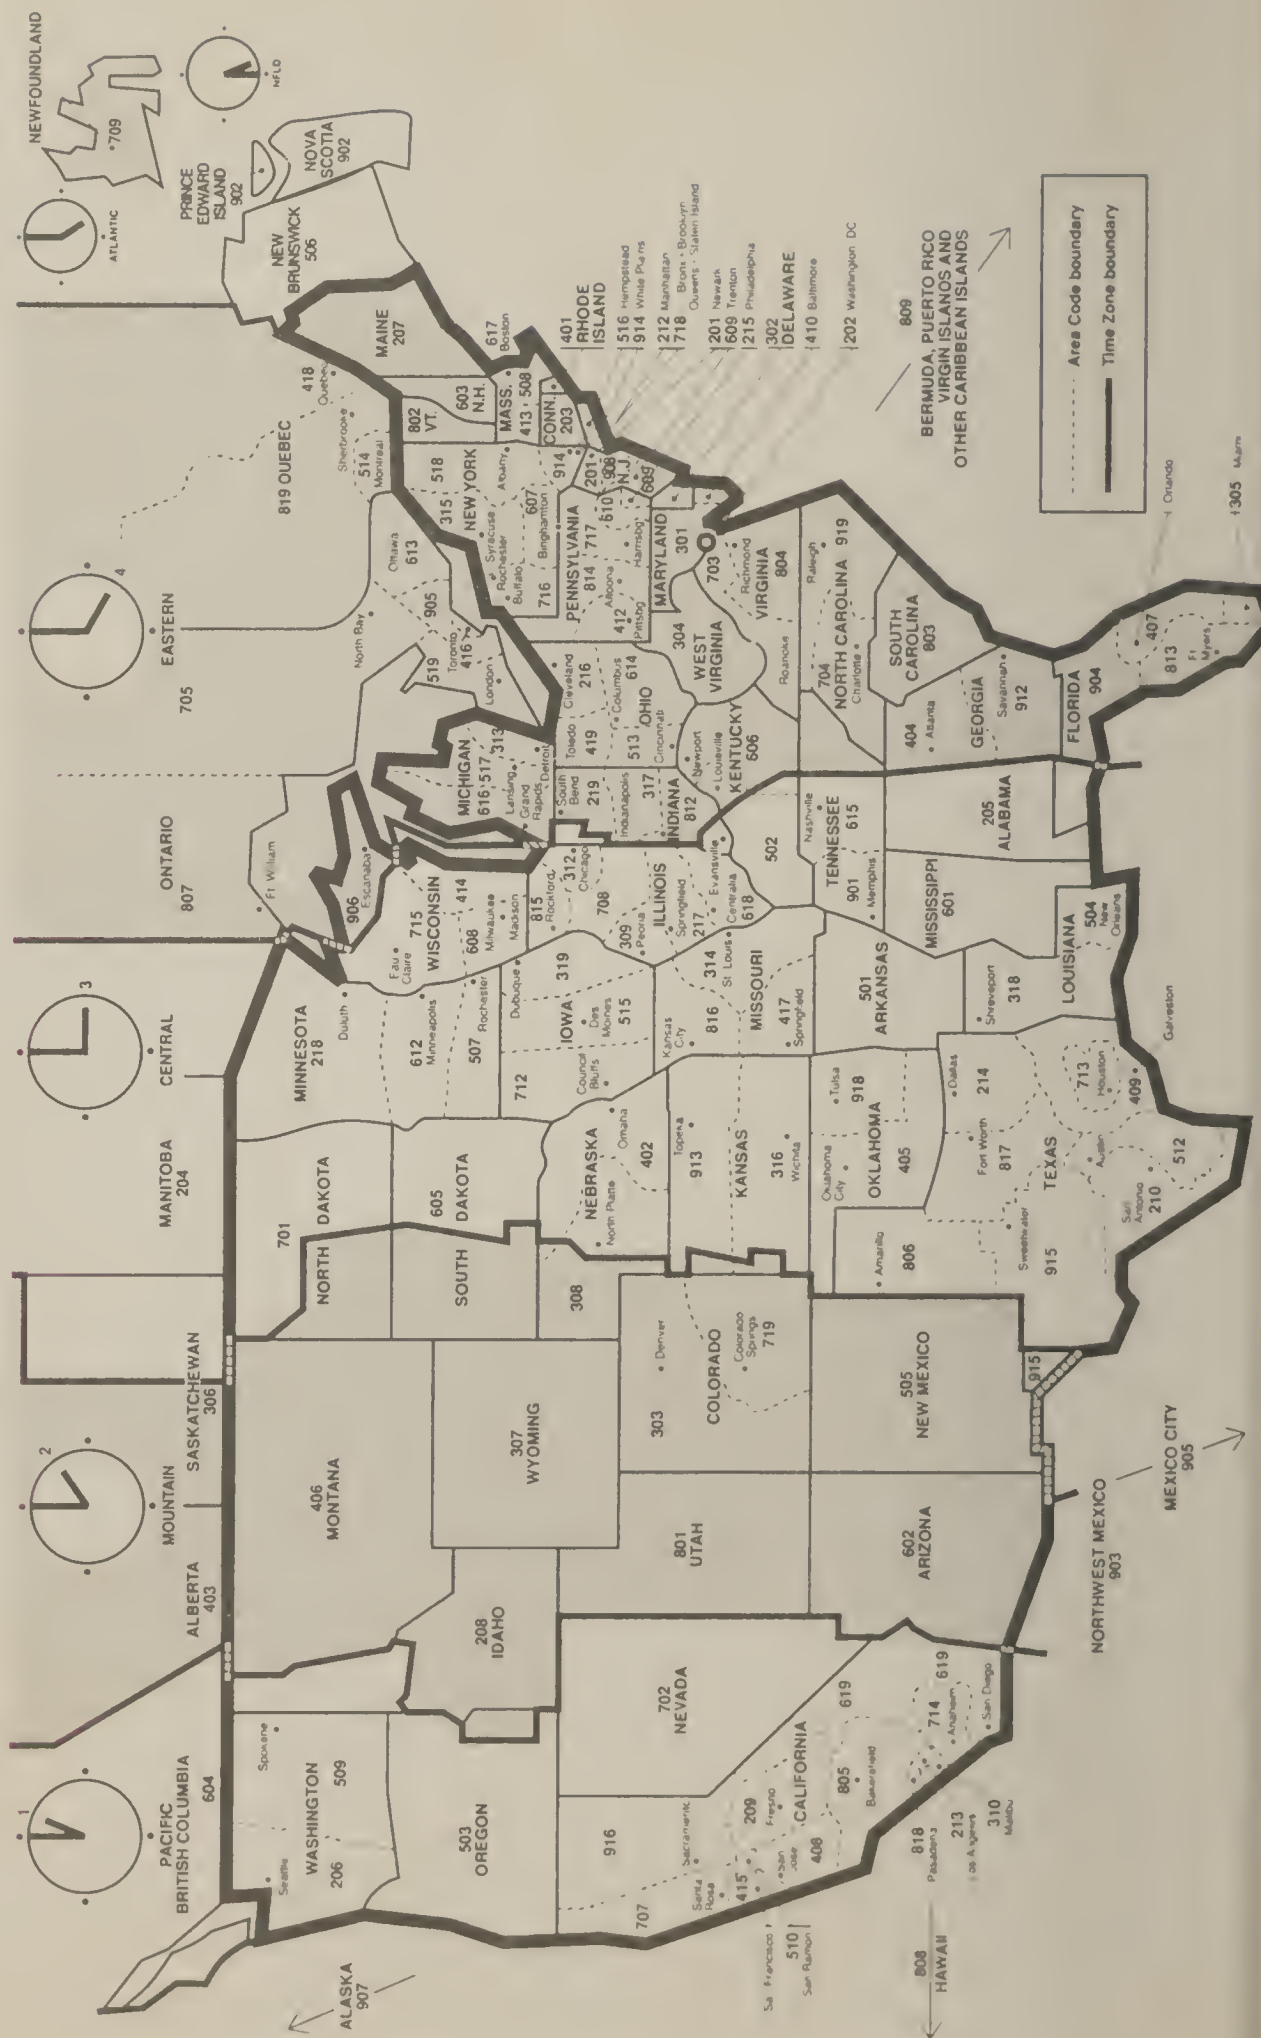 1
PACIFIC
BRITISH COLUMBIA
604
ALBERTA
403
2
MOUNTAIN
SASKATCHEWAN
306
MANITOBA
204
3
CENTRAL
ONTARIO
807
705
4
EASTERN
819 QUEBEC
ATLANTIC
NEWFOUNDLAND
709
NFLD
PRINCE
EDWARD
ISLAND
902
NOVA
SCOTIA
902
NEW
BRUNSWICK
506
ALASKA
907
Seattle
Spokane
WASHINGTON
206
509
503
OREGON
208
IDAHO
406
MONTANA
307
WYOMING
701
NORTH DAKOTA
605
SOUTH DAKOTA
MINNESOTA
218
Duluth
612
Minneapolis
507
Rochester
Ft William
906
Escanaba
715
Eau
Claire
WISCONSIN
414
608
Milwaukee
Madison
MICHIGAN
616
517
313
Lansing
Grand
Rapids
Detroit
North Bay
Ottawa
613
905
519
Toronto
416
London
Sherbrooke
514
Montreal
418
Quebec
MAINE
207
802
VT.
603
N.H.
617
Boston
MASS.
413
508
CONN.
203
401
RHODE
ISLAND
518
315
NEW YORK
Albany
Syracuse
Rochester
Buffalo
607
Binghamton
716
914
516 Hempstead
914 White Plains
212 Manhattan
718 Bronx · Brooklyn
Queens · Staten Island
201 Newark
609 Trenton
215 Philadelphia
302
DELAWARE
410 Baltimore
202 Washington DC
201
908
N.J.
609
PENNSYLVANIA
610
717
814
Altoona
Harrisbg
412
Pittsbg
MARYLAND
301
703
Richmond
VIRGINIA
804
Roanoke
304
WEST
VIRGINIA
Cleveland
216
Toledo
419
Columbus
614
OHIO
513
Cincinnati
South
Bend
219
Indianapolis
317
INDIANA
812
Newport
Louisville
KENTUCKY
606
502
312
Chicago
815
Rockford
708
309
Peoria
ILLINOIS
Springfield
217
Evansville
Centralia
618
Dubuque
319
IOWA
Des
Moines
515
712
Council
Bluffs
NEBRASKA
308
North Platte
Omaha
402
Kansas
City
816
314
St Louis
MISSOURI
417
Springfield
Topeka
913
KANSAS
316
Wichita
303
Denver
COLORADO
Colorado
Springs
719
801
UTAH
702
NEVADA
916
707
Sacramento
Santa
Rosa
415
San
Jose
209
Fresno
408
CALIFORNIA
619
805
Bakersfield
714
Anaheim
619
San Diego
510
San Ramon
818
Pasadena
213
310
Malibu
808
HAWAII
602
ARIZONA
505
NEW MEXICO
NORTHWEST MEXICO
903
MEXICO CITY
905
Oklahoma
City
Tulsa
918
OKLAHOMA
405
Amarillo
806
Dallas
214
Fort Worth
817
TEXAS
Sweetwater
915
915
713
Houston
409
Austin
San
Antonio
210
512
Galveston
501
ARKANSAS
Shreveport
318
LOUISIANA
504
New
Orleans
MISSISSIPPI
601
TENNESSEE
901
Memphis
Nashville
615
205
ALABAMA
404
Atlanta
GEORGIA
Savannah
912
Raleigh
919
NORTH CAROLINA
704
Charlotte
SOUTH
CAROLINA
803
FLORIDA
904
407
813
Ft
Myers
Orlando
305 Miami
809
BERMUDA, PUERTO RICO
VIRGIN ISLANDS AND
OTHER CARIBBEAN ISLANDS
Area Code boundary
Time Zone boundary